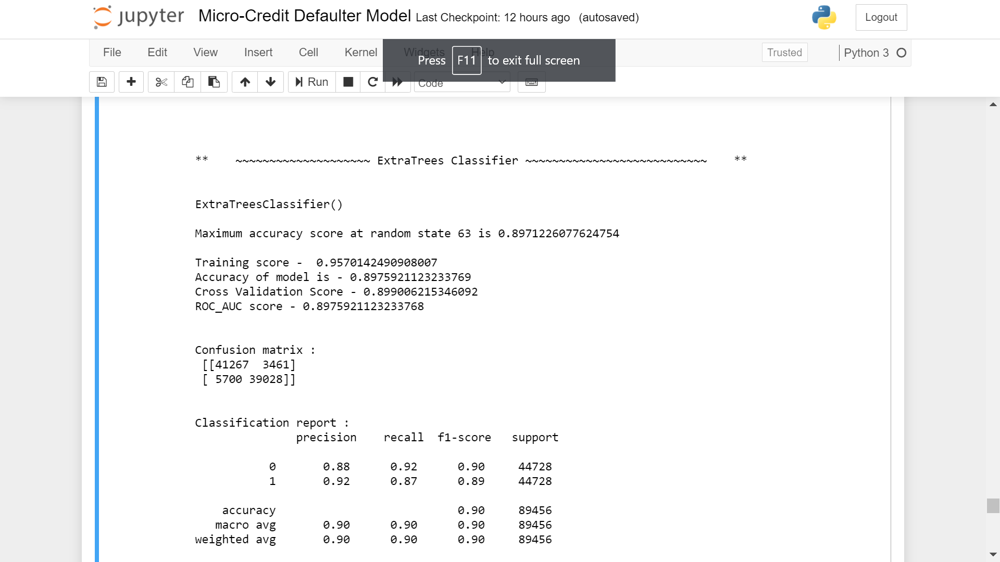 jupyter Micro-Credit Defaulter Model Last Checkpoint: 12 hours ago (autosaved) Logout
File Edit View Insert Cell Kernel Widgets Help Trusted Python 3
Press F11 to exit full screen
Run Code
** ~~~~~~~~~~~~~~~~~~~~ ExtraTrees Classifier ~~~~~~~~~~~~~~~~~~~~~~~~~~~ **
ExtraTreesClassifier()
Maximum accuracy score at random state 63 is 0.8971226077624754
Training score -  0.9570142490908007
Accuracy of model is - 0.8975921123233769
Cross Validation Score - 0.899006215346092
ROC_AUC score - 0.8975921123233768
Confusion matrix :
[[41267  3461]
[ 5700 39028]]
Classification report :
precision recall f1-score support
0 0.88 0.92 0.90 44728
1 0.92 0.87 0.89 44728
accuracy 0.90 89456
macro avg 0.90 0.90 0.90 89456
weighted avg 0.90 0.90 0.90 89456